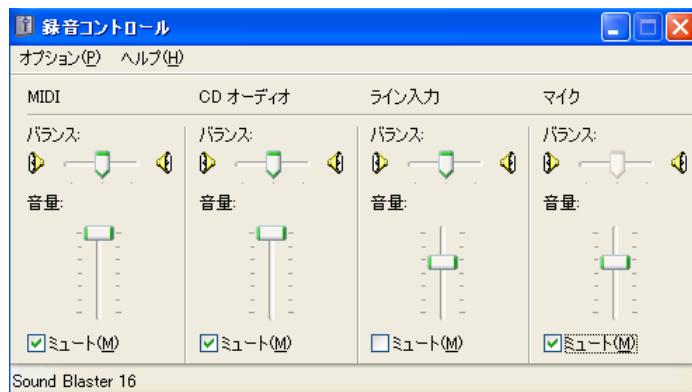 録音コントロール
オプション(P) ヘルプ(H)
MIDI CD オーディオ ライン入力 マイク
バランス: バランス: バランス: バランス:
音量: 音量: 音量: 音量:
ミュート(M) ミュート(M) ミュート(M) ミュート(M)
Sound Blaster 16